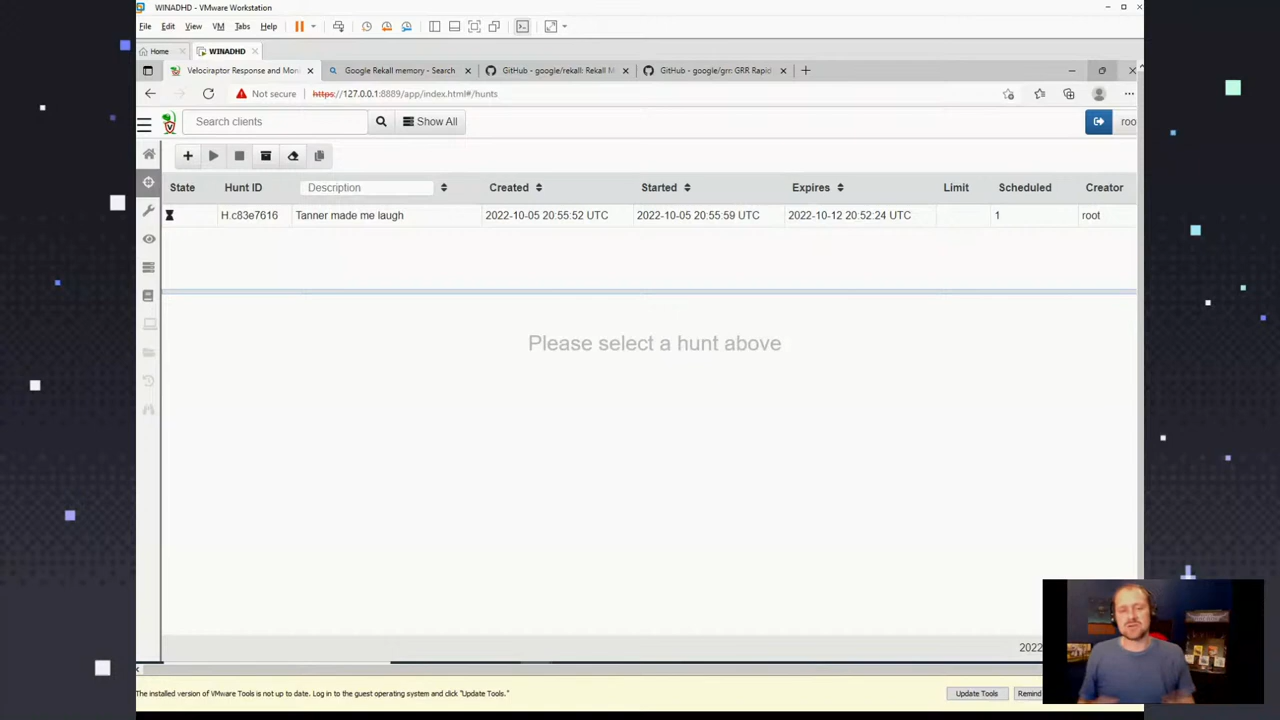 WINADHD - VMware Workstation
File Edit View VM Tabs Help
Home WINADHD
Velociraptor Response and Mon Google Rekall memory - Search GitHub - google/rekall: Rekall M GitHub - google/grr: GRR Rapid
Not secure https://127.0.0.1:8889/app/index.html#/hunts
Search clients Show All roo
State Hunt ID Description Created Started Expires Limit Scheduled Creator
H.c83e7616 Tanner made me laugh 2022-10-05 20:55:52 UTC 2022-10-05 20:55:59 UTC 2022-10-12 20:52:24 UTC 1 root
Please select a hunt above
2022
The installed version of VMware Tools is not up to date. Log in to the guest operating system and click "Update Tools." Update Tools Remind